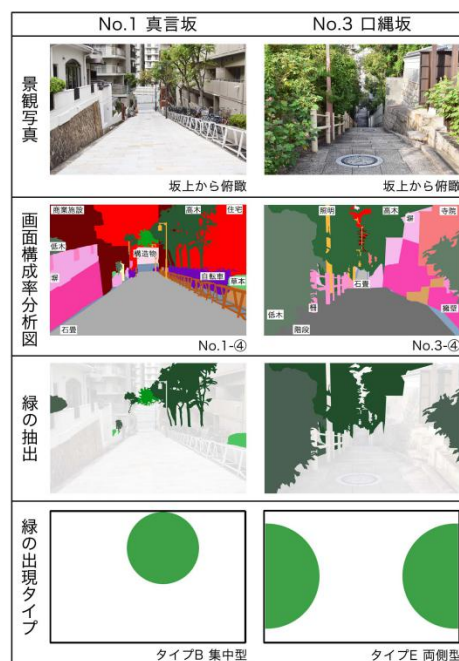 No.1 真言坂
No.3 口縄坂
景観写真
坂上から俯瞰
坂上から俯瞰
画面構成率分析図
商業施設
高木
住宅
低木
構造物
塀
自転車
草本
石畳
照明
高木
塀
寺院
柵
石畳
低木
階段
擁壁
No.1-④
No.3-④
緑の抽出
緑の出現タイプ
タイプB 集中型
タイプE 両側型